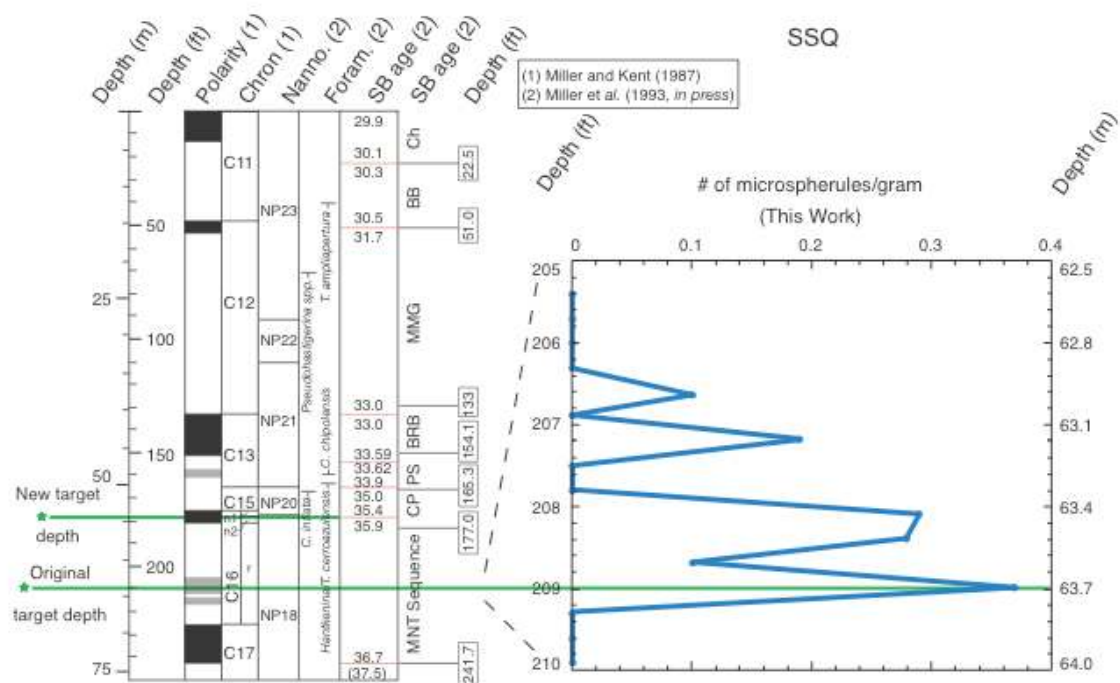 SSQ
Depth (m)
Depth (ft)
Polarity (1)
Chron (1)
Nanno. (2)
Foram. (2)
SB age (2)
SB age (2)
Depth (ft)
(1) Miller and Kent (1987)
(2) Miller et al. (1993, in press)
25
50
75
50
100
150
200
C11
C12
C13
C15
n1
n2
r
C16
C17
NP23
NP22
NP21
NP20
NP18
Pseudohastigerina spp.
T. ampliapertura
C. chipolensis
C. inflata
Hantkenina
T. cerroazulensis
29.9
30.1
30.3
30.5
31.7
33.0
33.0
33.59
33.62
33.9
35.0
35.4
35.9
36.7
(37.5)
Ch
BB
MMG
BRB
PS
CP
MNT Sequence
22.5
51.0
133
154.1
165.3
177.0
241.7
New target
depth
Original
target depth
Depth (ft)
# of microspherules/gram
(This Work)
Depth (m)
0
0.1
0.2
0.3
0.4
205
206
207
208
209
210
62.5
62.8
63.1
63.4
63.7
64.0